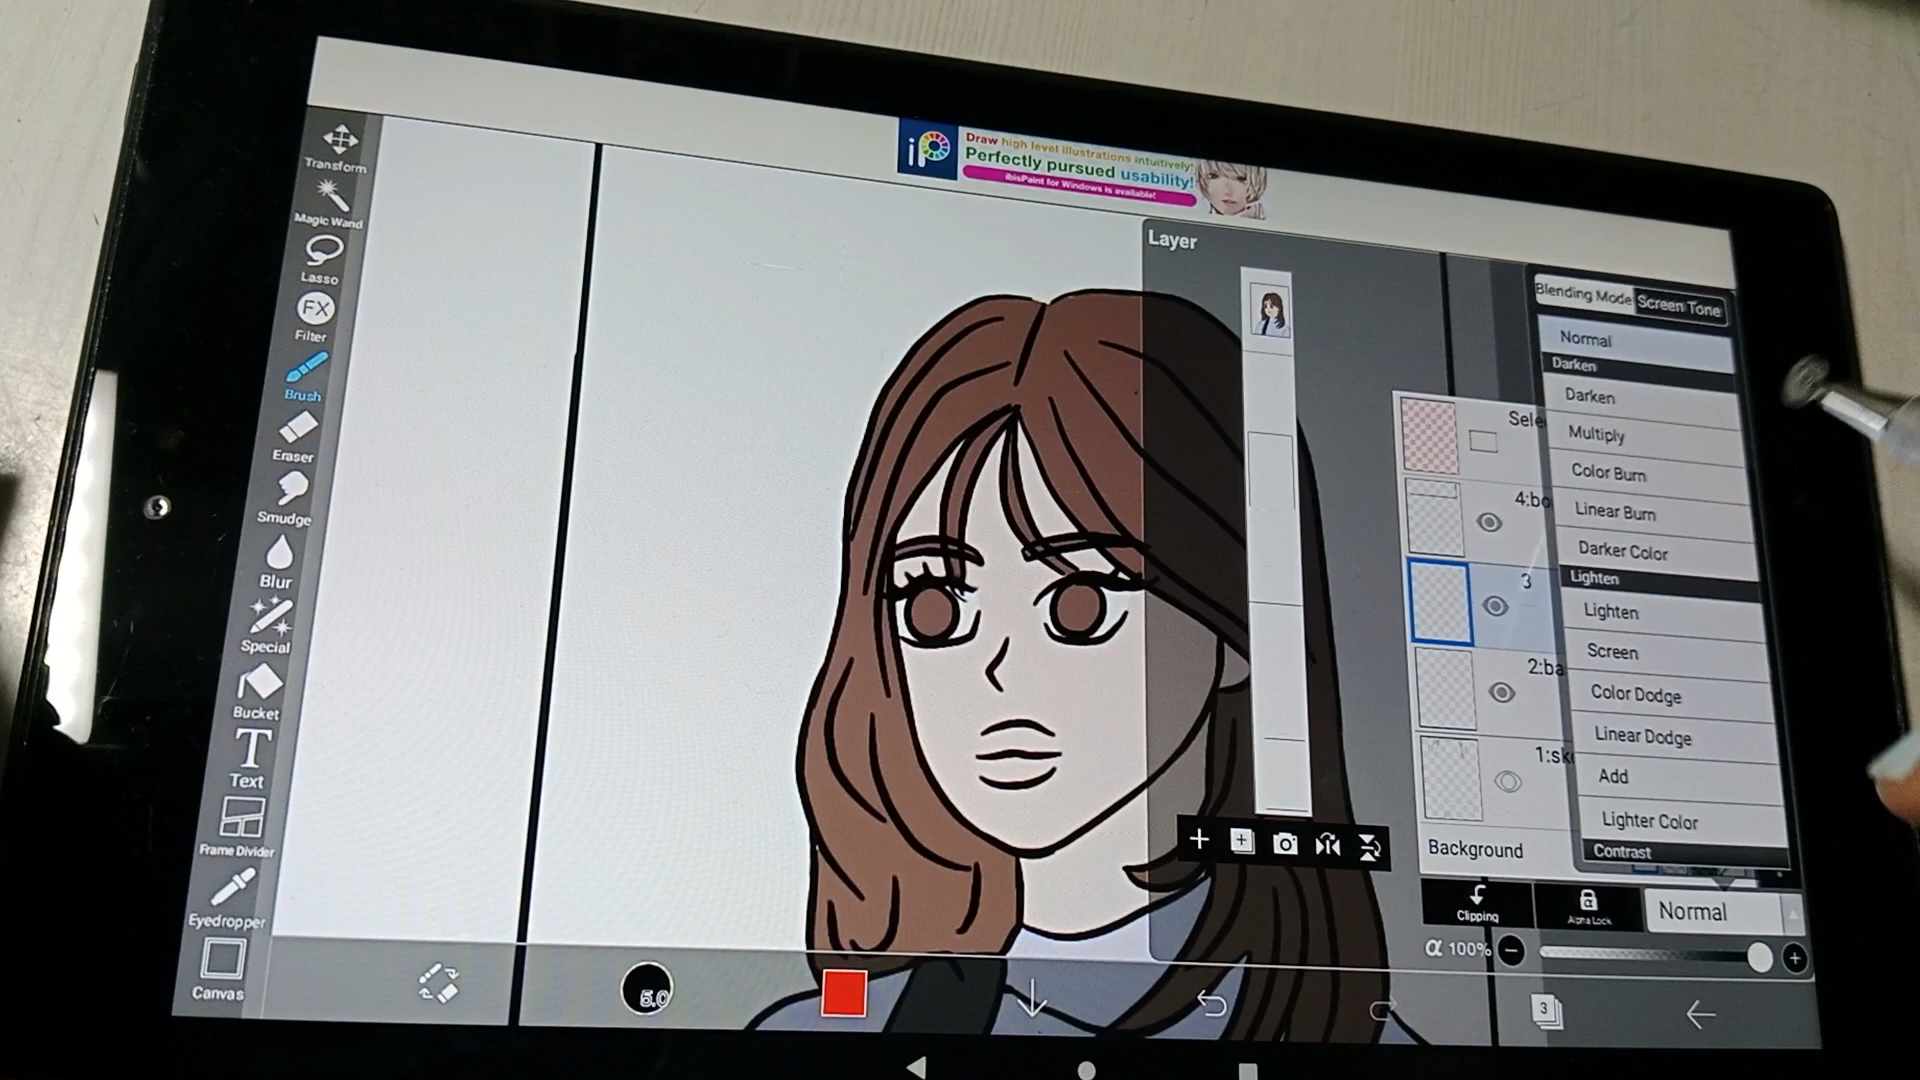 iP
Draw high level illustrations intuitively!
Perfectly pursued usability!
ibisPaint for Windows is available!
Transform
Magic Wand
Lasso
FX
Filter
Brush
Eraser
Smudge
Blur
Special
Bucket
T
Text
Frame Divider
Eyedropper
Canvas
Layer
Sele
4:bo
3
2:ba
1:sk
Background
Blending Mode
Screen Tone
Normal
Darken
Darken
Multiply
Color Burn
Linear Burn
Darker Color
Lighten
Lighten
Screen
Color Dodge
Linear Dodge
Add
Lighter Color
Contrast
Clipping
Alpha Lock
Normal
α 100%
5.0
3